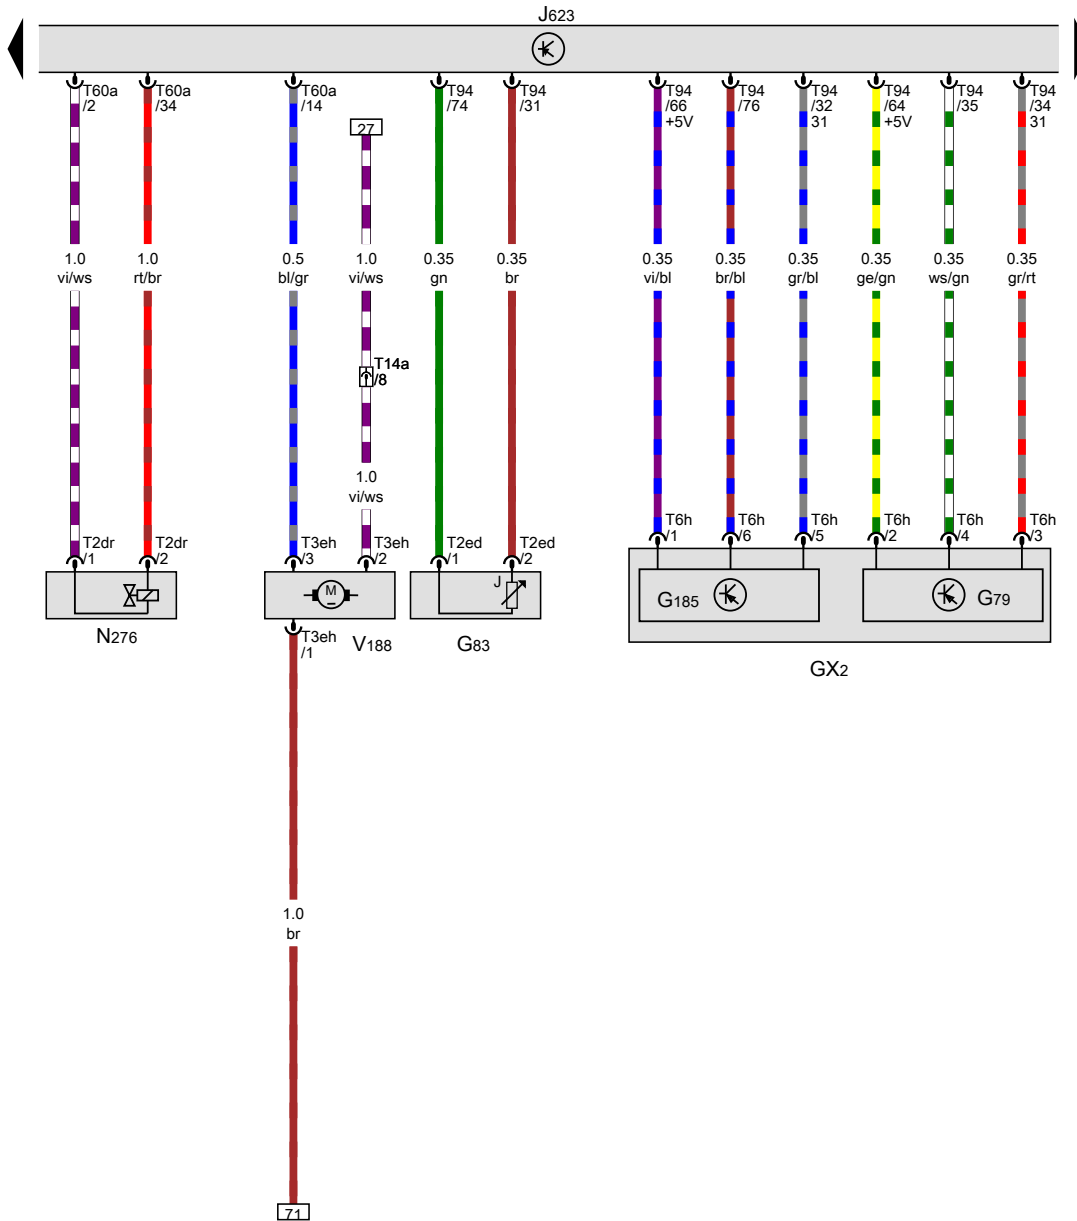 J623
T60a T60a T60a T94 T94 T94 T94 T94 T94 T94 T94
/2 /34 /14 /74 /31 /66 /76 /32 /64 /35 /34
+5V 31 +5V 31
27
1.0 1.0 0.5 1.0 0.35 0.35 0.35 0.35 0.35 0.35 0.35 0.35
vi/ws rt/br bl/gr vi/ws gn br vi/bl br/bl gr/bl ge/gn ws/gn gr/rt
T14a
/8
1.0
vi/ws
T6h T6h T6h T6h T6h T6h
/1 /6 /5 /2 /4 /3
T2dr T2dr T3eh T3eh T2ed T2ed
/1 /2 /3 /2 /1 /2
J
M
G185 G79
N276 T3eh V188 G83
/1
GX2
1.0
br
71